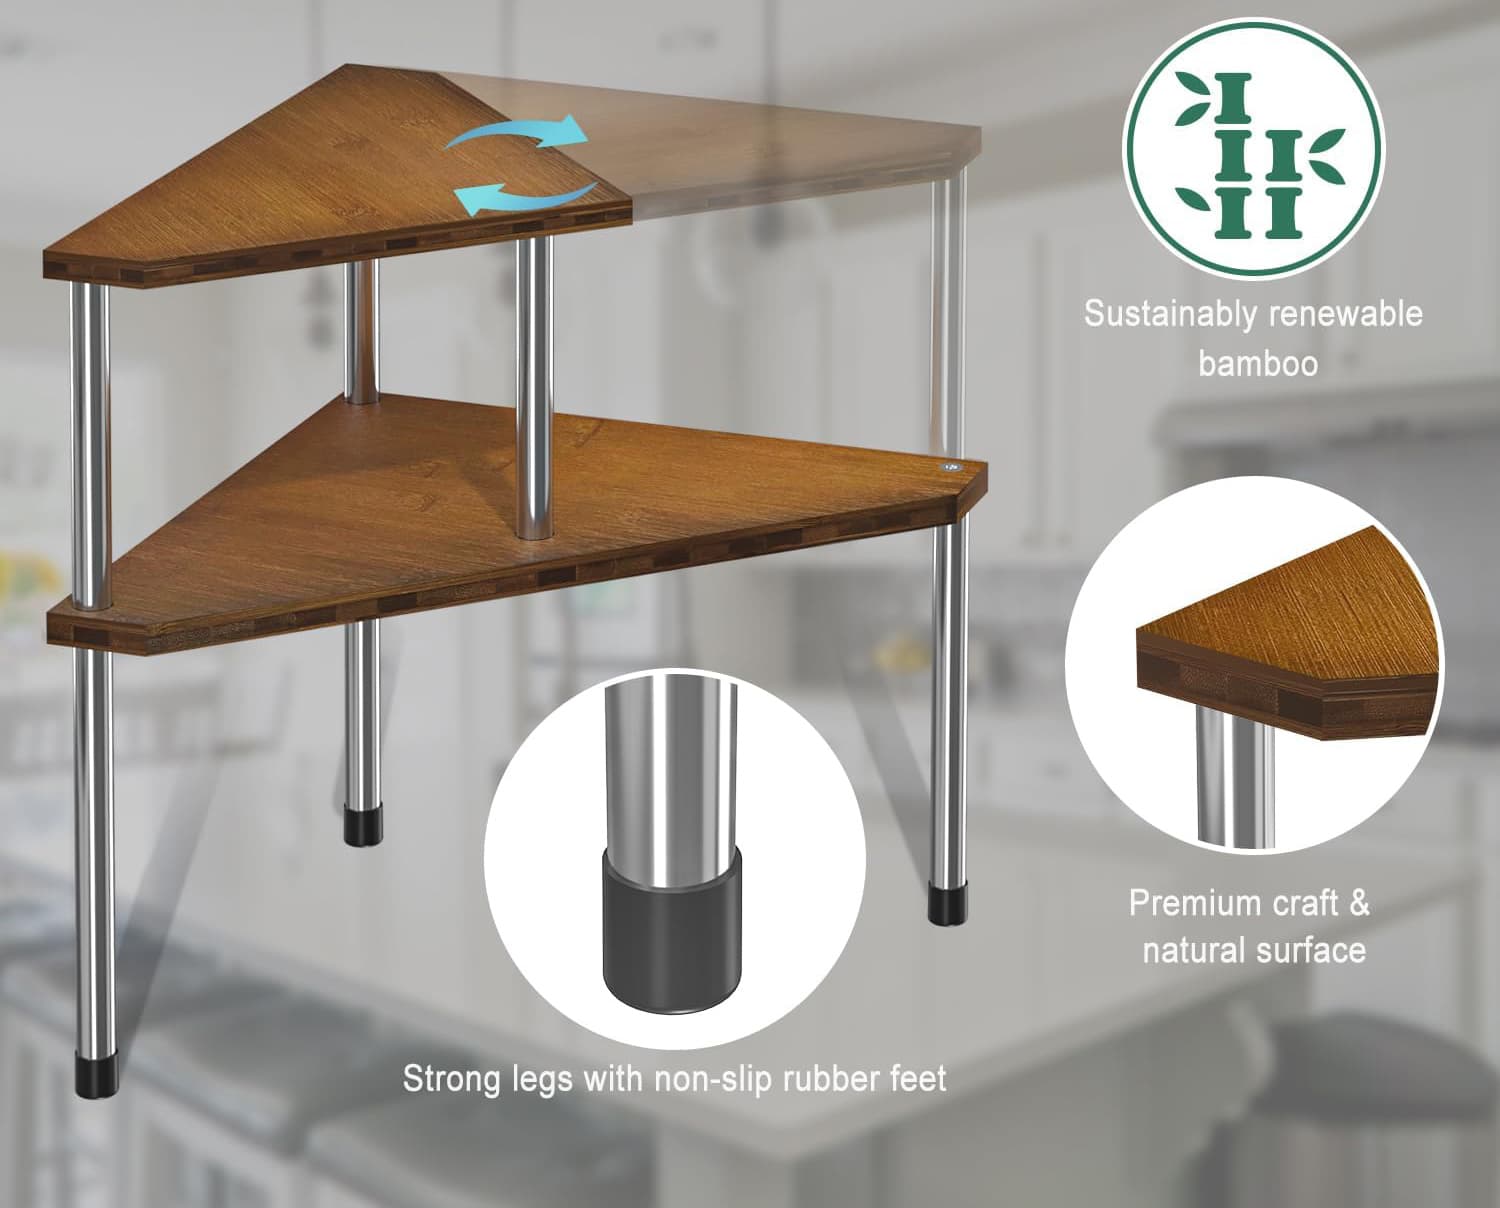 Sustainably renewable
bamboo
Premium craft &
natural surface
Strong legs with non-slip rubber feet